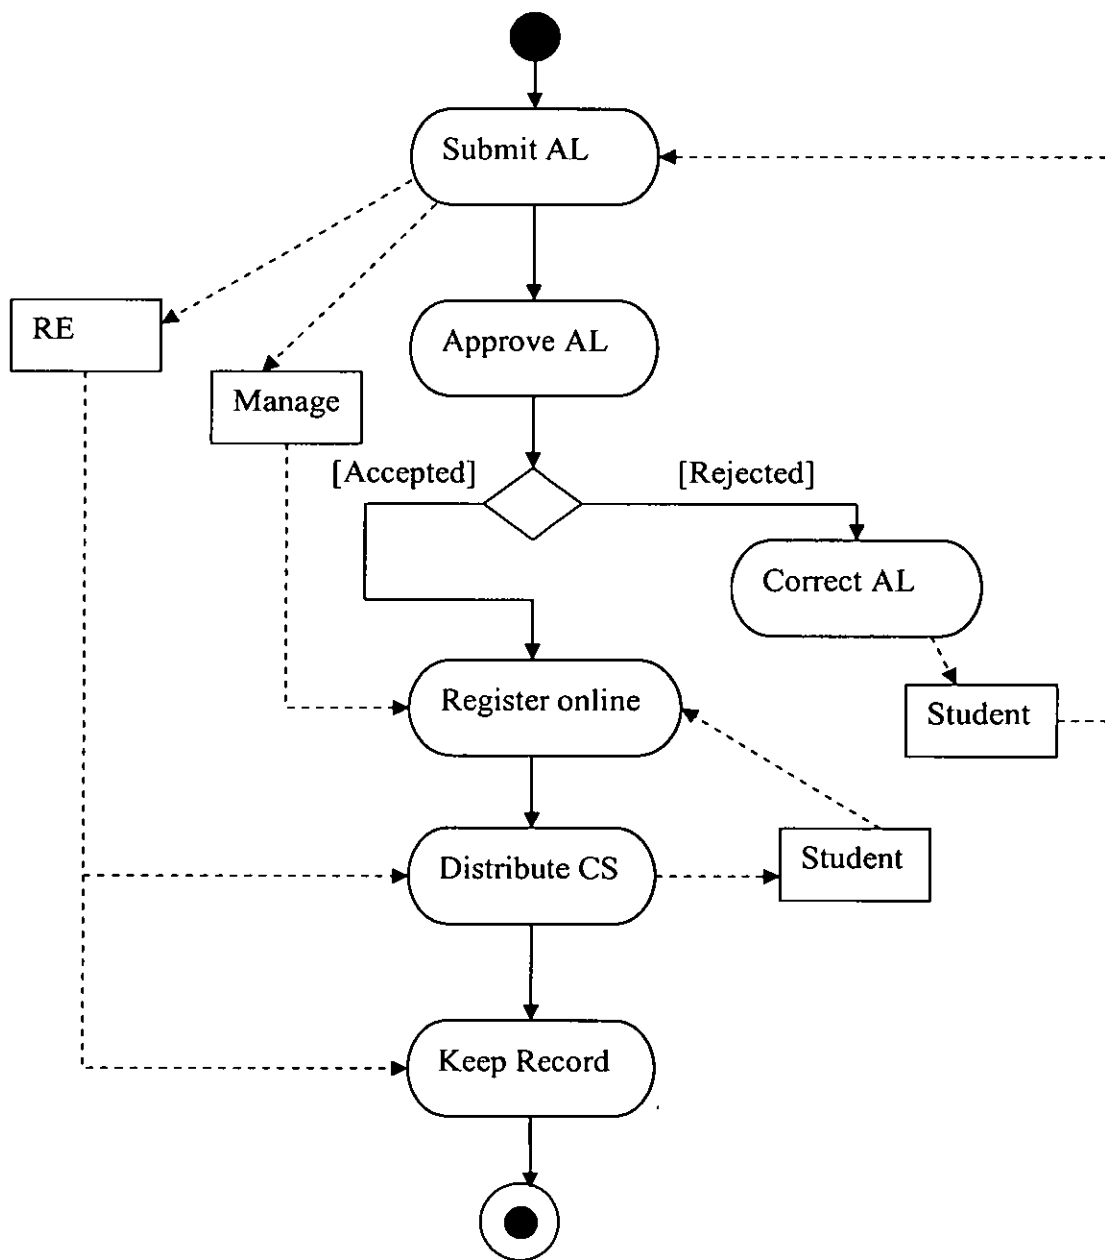 Submit AL
RE
Approve AL
Manage
[Accepted]
[Rejected]
Correct AL
Register online
Student
Distribute CS
Student
Keep Record